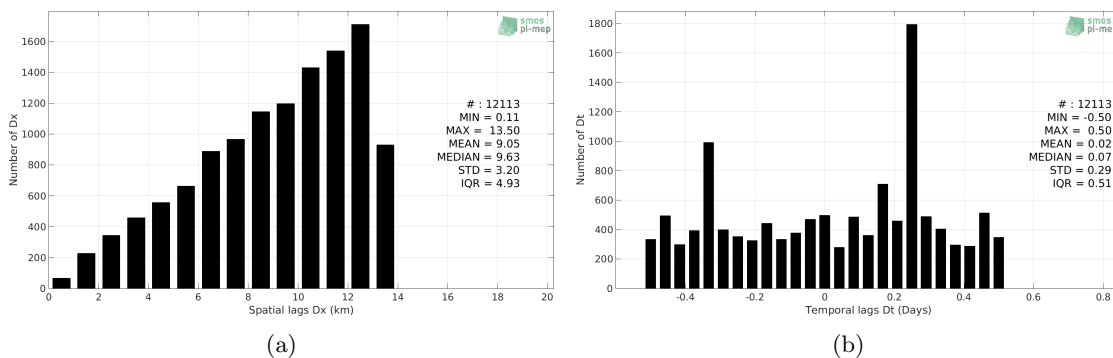 smos
pi-mep
1600
1400
1200
1000
800
600
400
200
0
Number of Dx
# : 12113
MIN = 0.11
MAX = 13.50
MEAN = 9.05
MEDIAN = 9.63
STD = 3.20
IQR = 4.93
0 2 4 6 8 10 12 14 16 18 20
Spatial lags Dx (km)
(a)
smos
pi-mep
1800
1600
1400
1200
1000
800
600
400
200
0
Number of Dt
# : 12113
MIN = -0.50
MAX = 0.50
MEAN = 0.02
MEDIAN = 0.07
STD = 0.29
IQR = 0.51
-0.4 -0.2 0 0.2 0.4 0.6 0.8
Temporal lags Dt (Days)
(b)